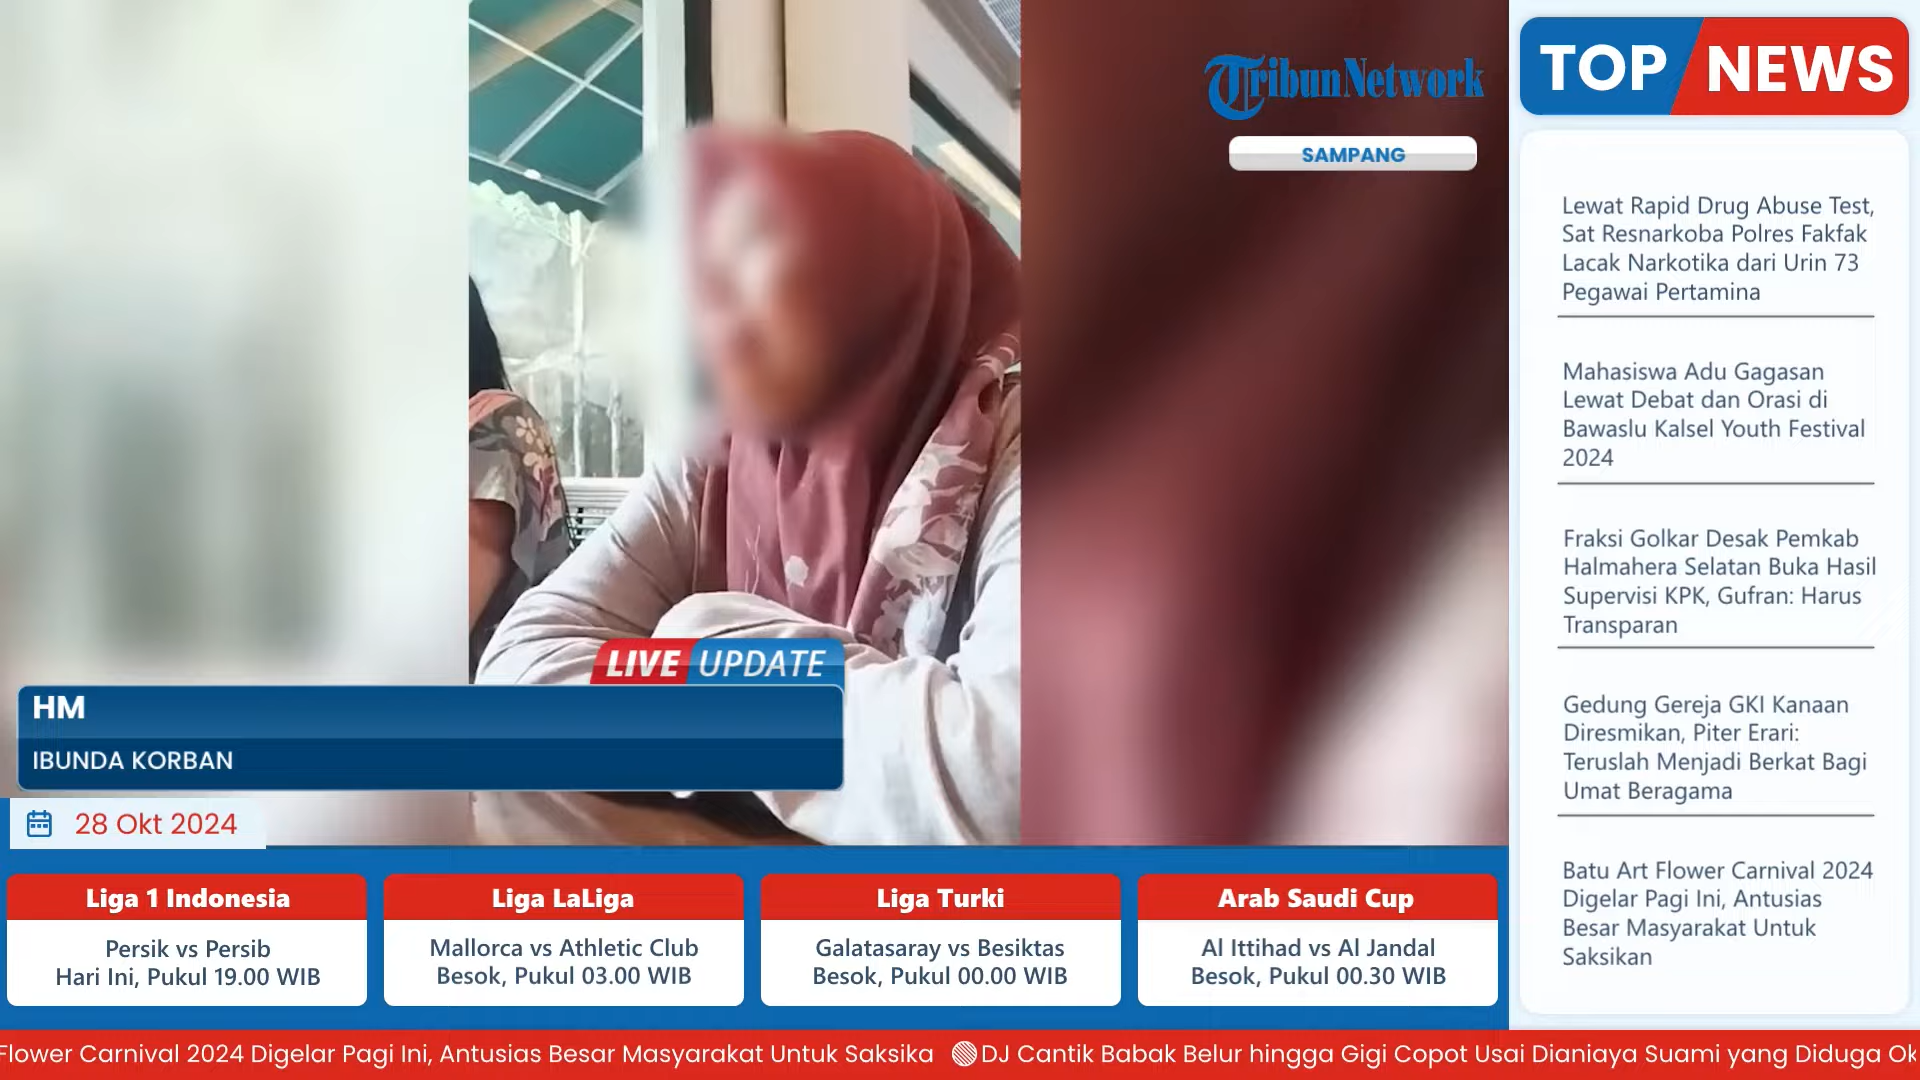 TribunNetwork
SAMPANG
LIVE UPDATE
HM
IBUNDA KORBAN
28 Okt 2024
TOP NEWS
Lewat Rapid Drug Abuse Test,
Sat Resnarkoba Polres Fakfak
Lacak Narkotika dari Urin 73
Pegawai Pertamina
Mahasiswa Adu Gagasan
Lewat Debat dan Orasi di
Bawaslu Kalsel Youth Festival
2024
Fraksi Golkar Desak Pemkab
Halmahera Selatan Buka Hasil
Supervisi KPK, Gufran: Harus
Transparan
Gedung Gereja GKI Kanaan
Diresmikan, Piter Erari:
Teruslah Menjadi Berkat Bagi
Umat Beragama
Batu Art Flower Carnival 2024
Digelar Pagi Ini, Antusias
Besar Masyarakat Untuk
Saksikan
Liga 1 Indonesia
Persik vs Persib
Hari Ini, Pukul 19.00 WIB
Liga LaLiga
Mallorca vs Athletic Club
Besok, Pukul 03.00 WIB
Liga Turki
Galatasaray vs Besiktas
Besok, Pukul 00.00 WIB
Arab Saudi Cup
Al Ittihad vs Al Jandal
Besok, Pukul 00.30 WIB
Flower Carnival 2024 Digelar Pagi Ini, Antusias Besar Masyarakat Untuk Saksika DJ Cantik Babak Belur hingga Gigi Copot Usai Dianiaya Suami yang Diduga Ok